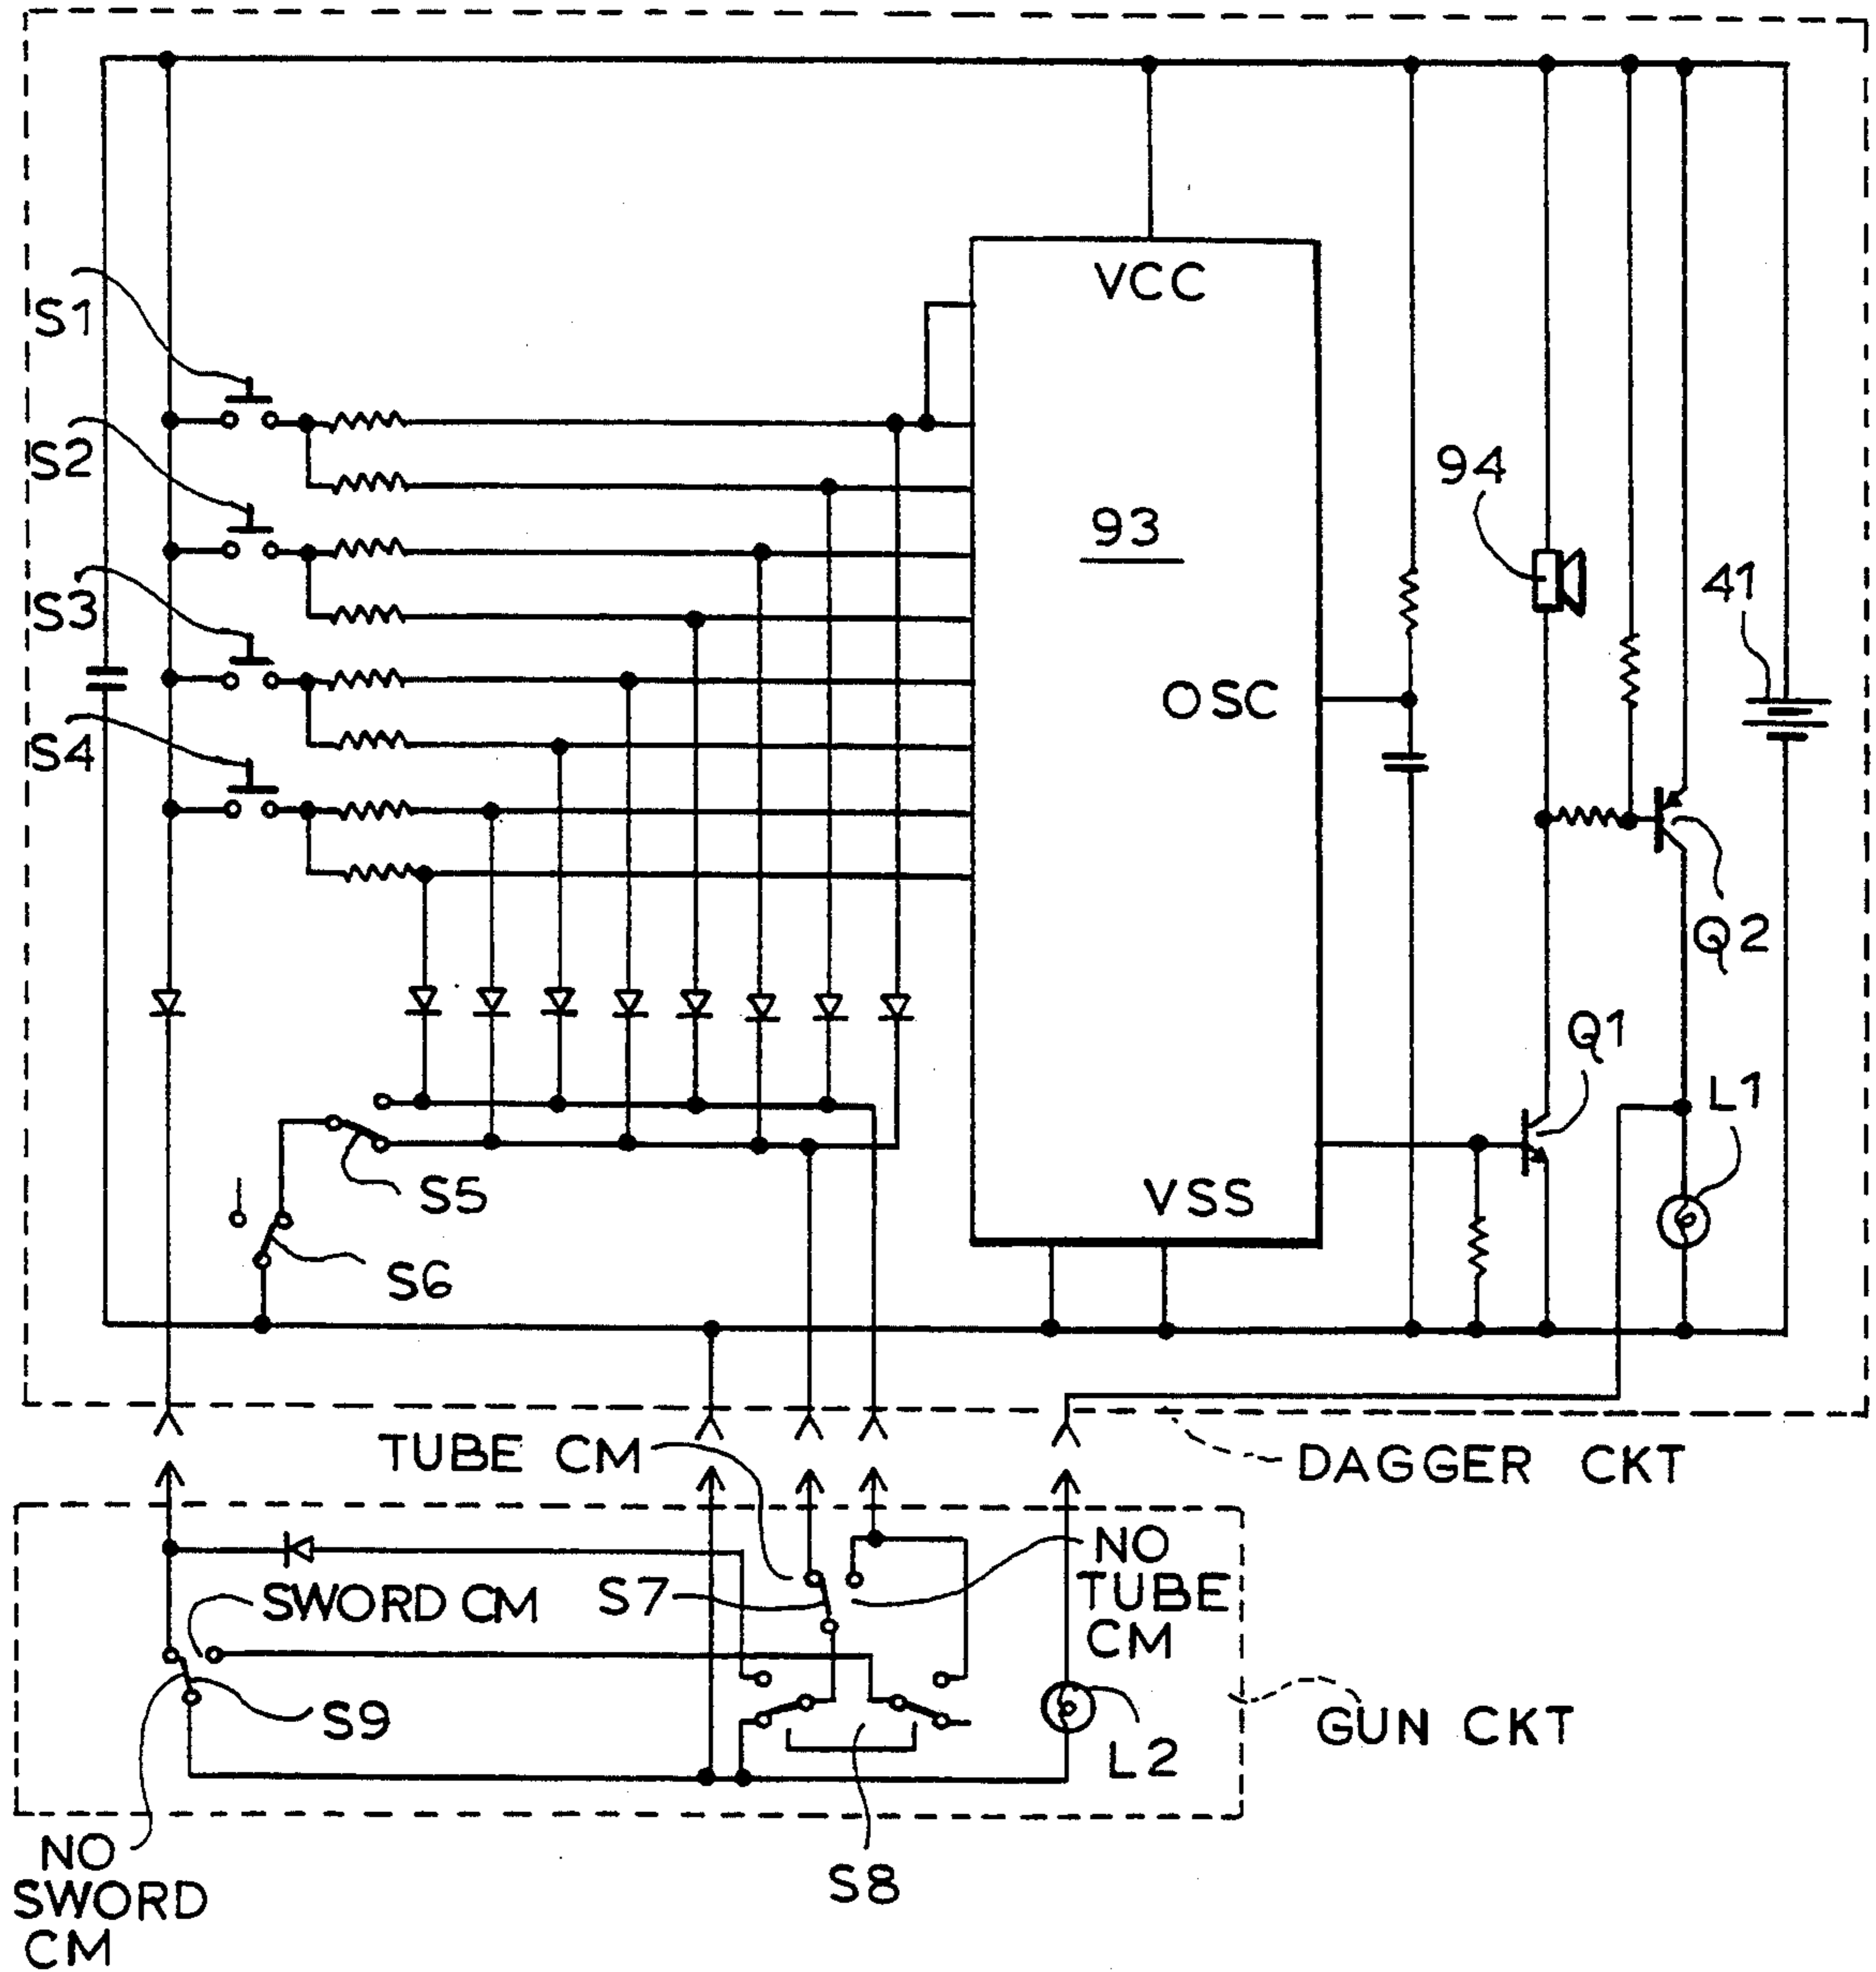 VCC
S1
S2
94
93
S3
41
OSC
S4
Q2
Q1
L1
S5
VSS
S6
TUBE CM
DAGGER CKT
NO
TUBE
CM
S7
SWORD CM
S9
GUN CKT
L2
NO
SWORD
CM
S8